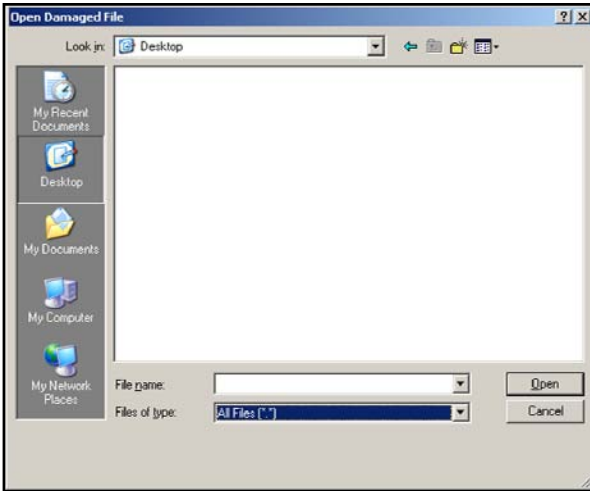 Open Damaged File
Look in: Desktop
My Recent
Documents
Desktop
My Documents
My Computer
My Network
Places
File name:
Open
Files of type: All Files (*.*)
Cancel